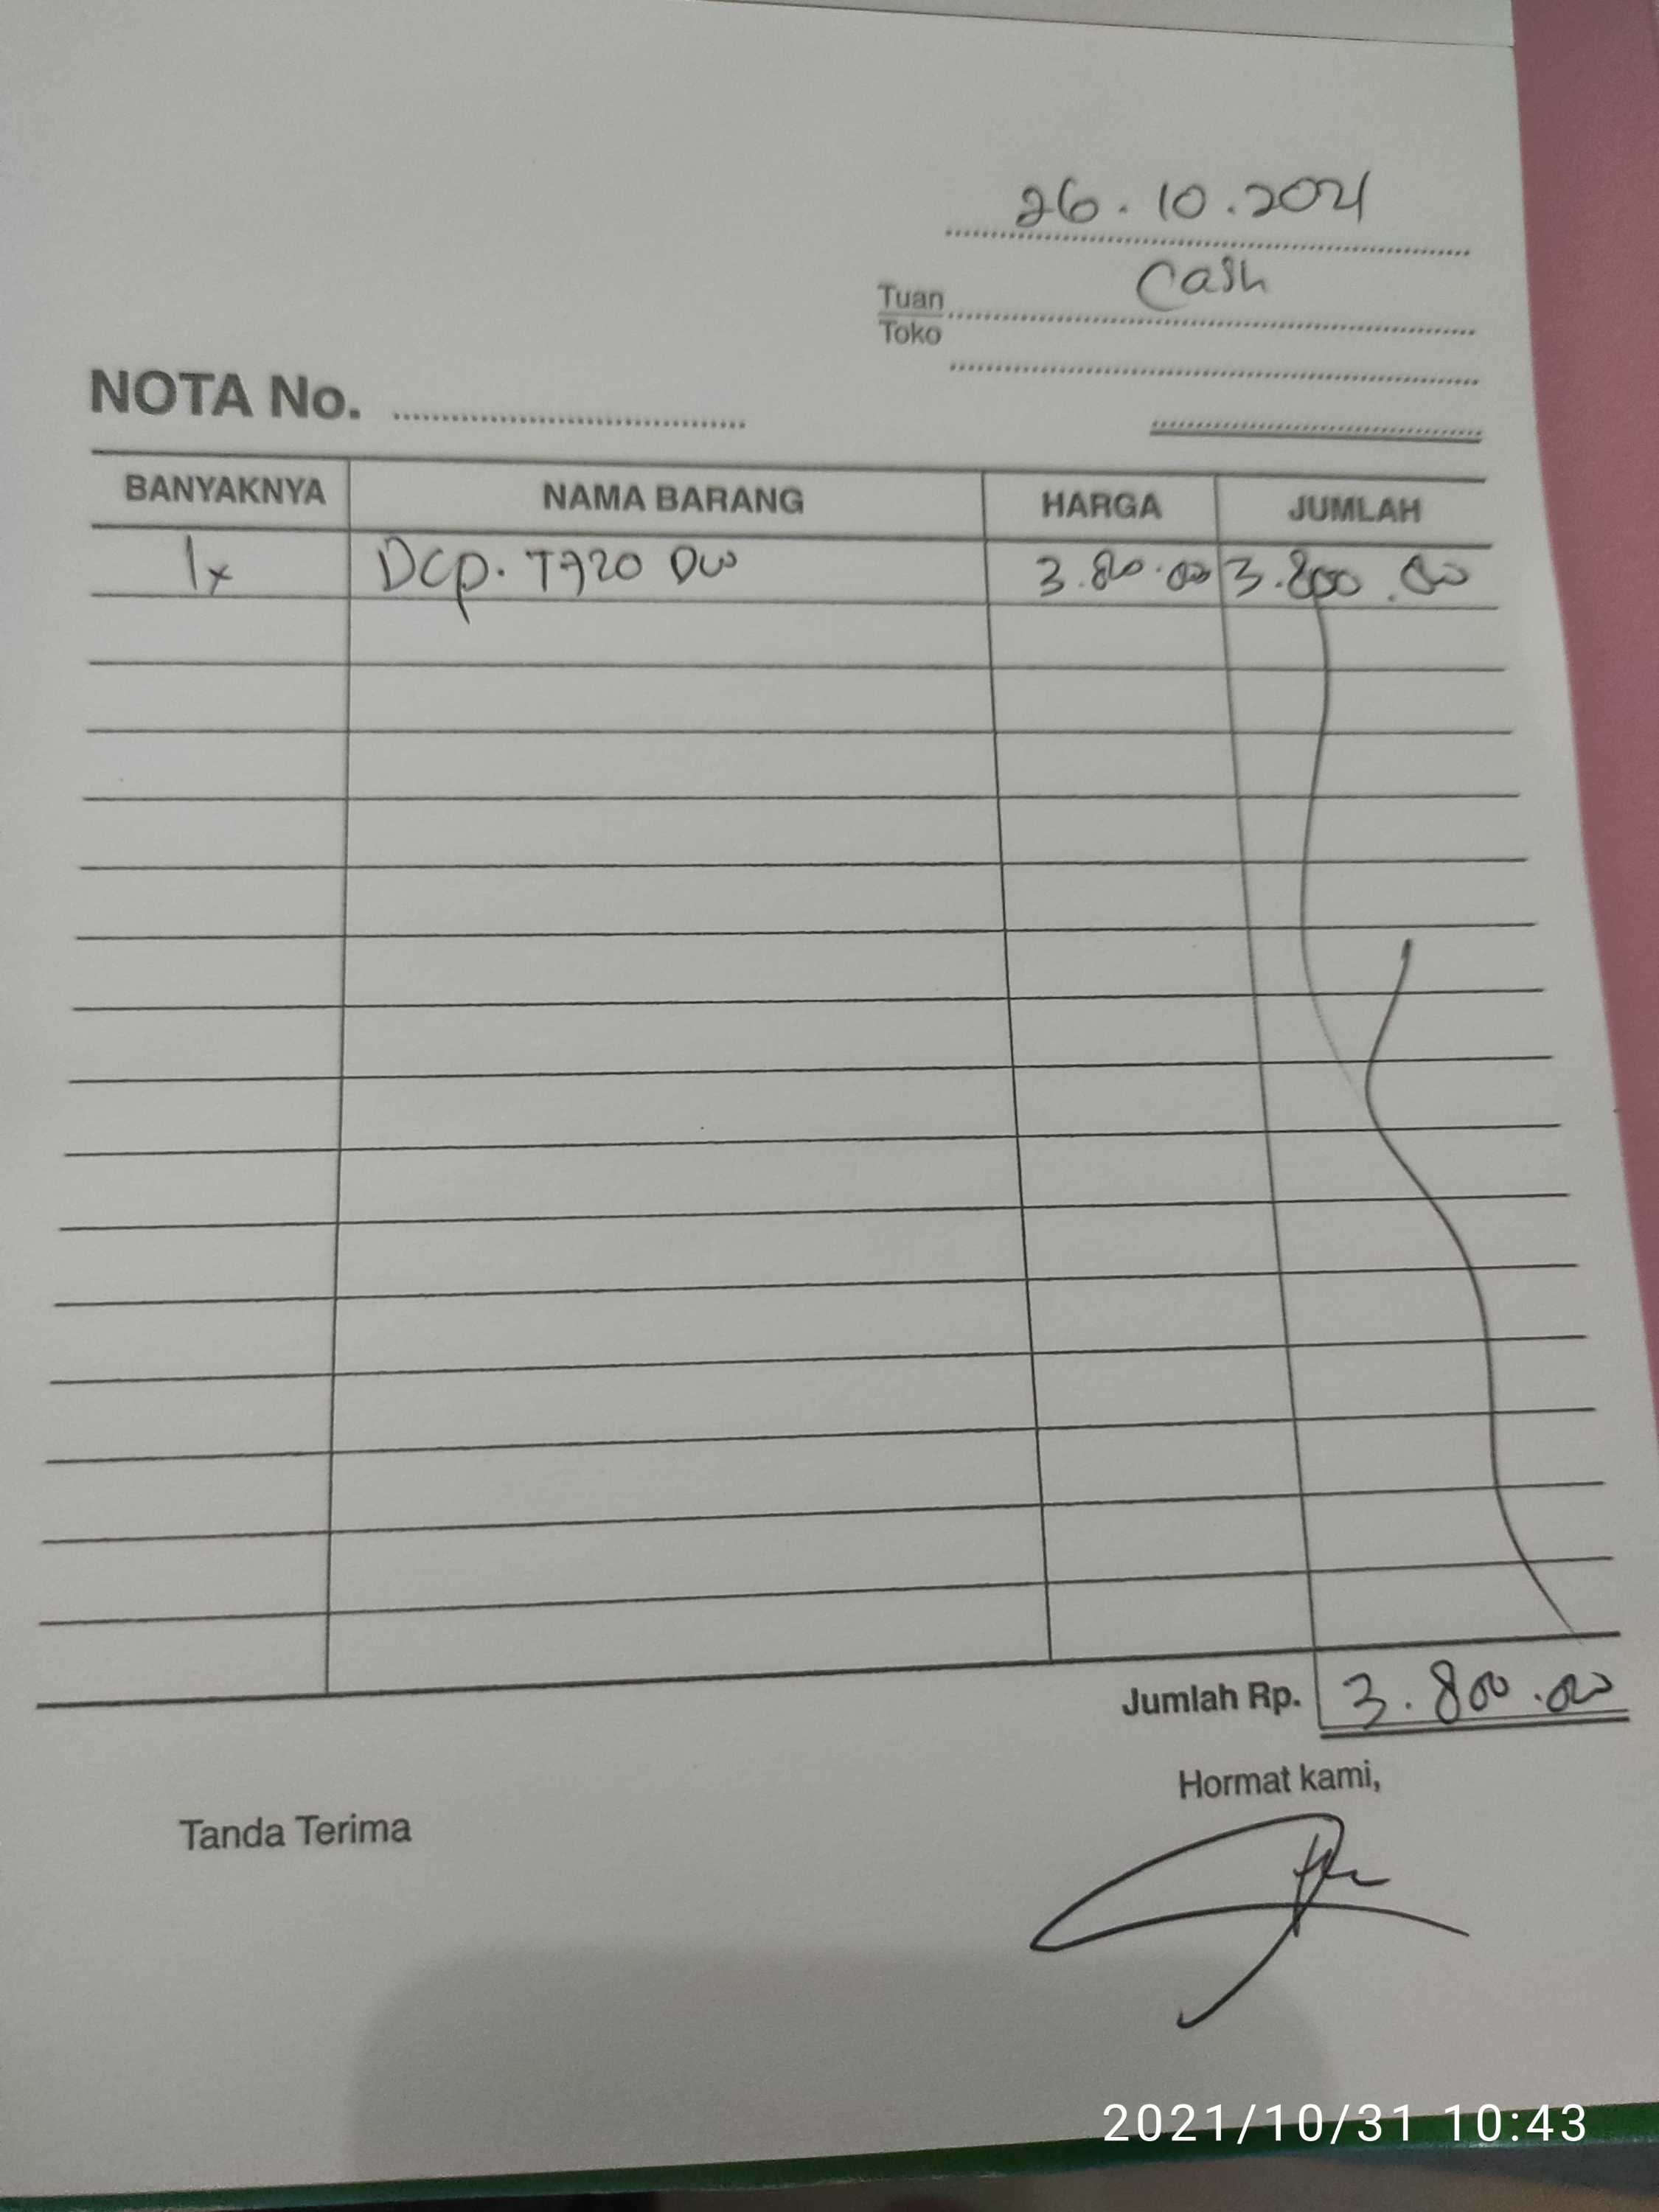 26.10.2021
Tuan Cash
Toko
NOTA No.
BANYAKNYA NAMA BARANG HARGA JUMLAH
1x Dcp. T720 DW 3.800.000 3.800.000
Jumlah Rp. 3.800.000
Tanda Terima Hormat kami,
2021/10/31 10:43